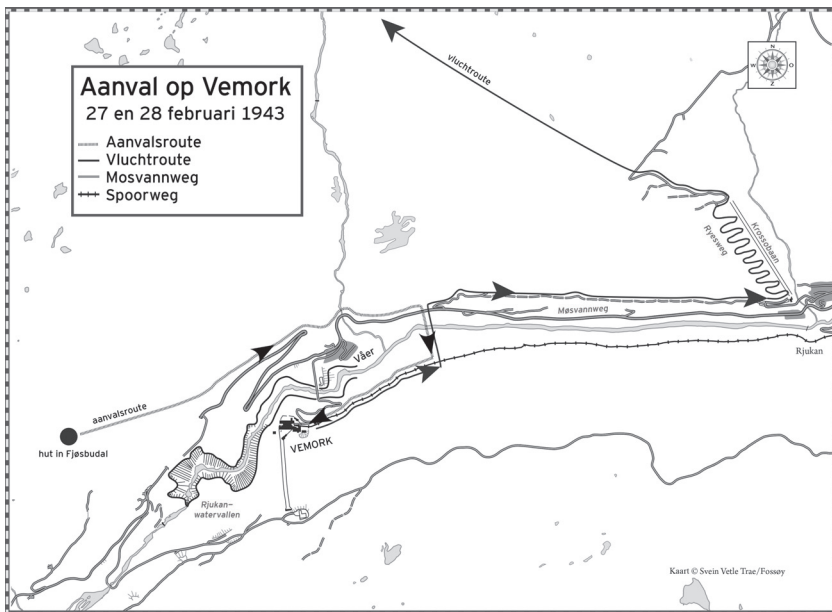 Aanval op Vemork
27 en 28 februari 1943
Aanvalsroute
Vluchtroute
Mosvannweg
Spoorweg
vluchtroute
N
W O
Z
Ryesweg
Krossobaan
Møsvannweg
Rjukan
Våer
aanvalsroute
hut in Fjøsbudal
VEMORK
Rjukan-
watervallen
Kaart © Svein Vetle Trae/Fossøy